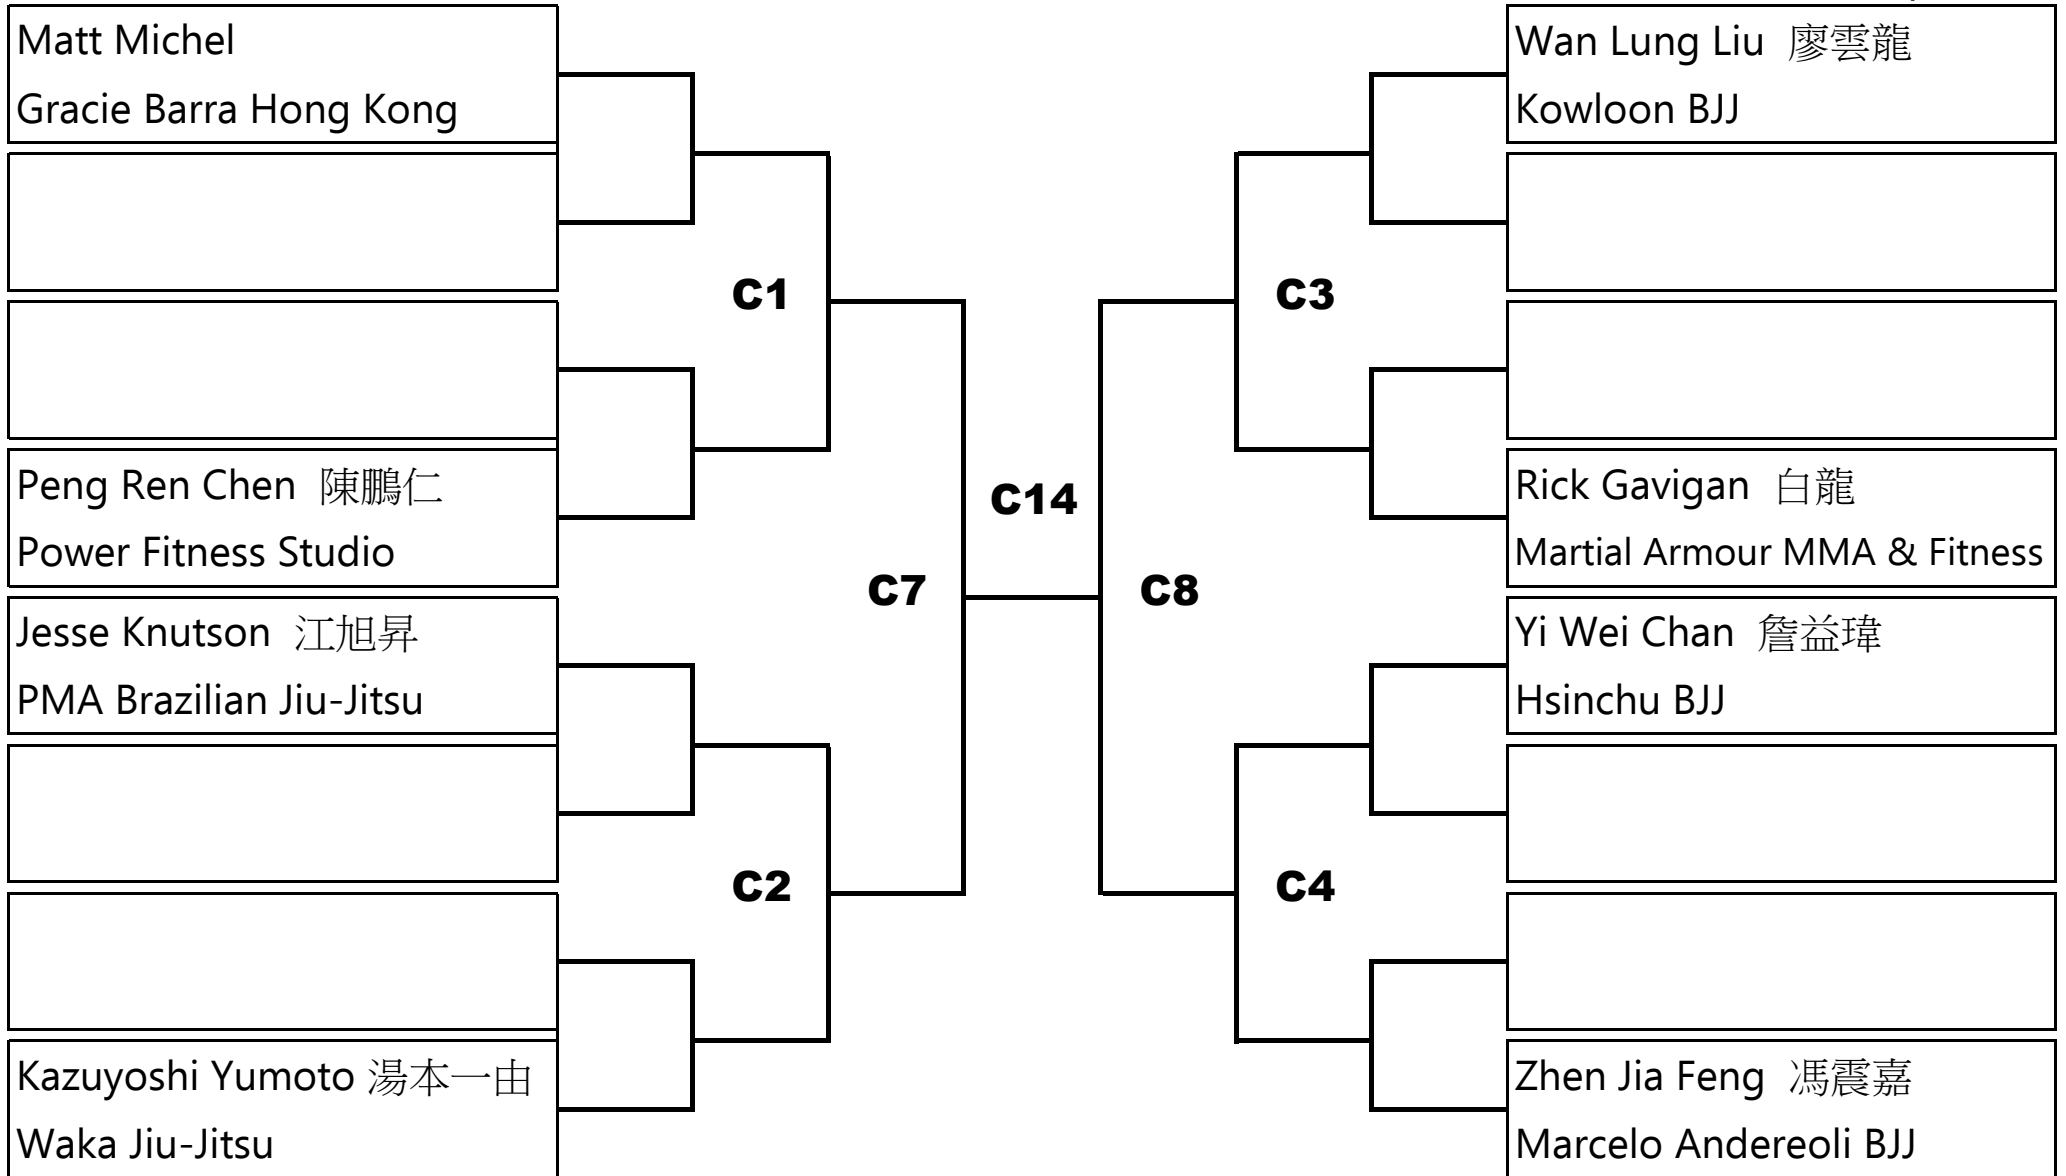 Matt Michel
Gracie Barra Hong Kong
Peng Ren Chen 陳鵬仁
Power Fitness Studio
Jesse Knutson 江旭昇
PMA Brazilian Jiu-Jitsu
Kazuyoshi Yumoto 湯本一由
Waka Jiu-Jitsu
C1
C2
C7
C14
C8
C3
C4
Wan Lung Liu 廖雲龍
Kowloon BJJ
Rick Gavigan 白龍
Martial Armour MMA & Fitness
Yi Wei Chan 詹益瑋
Hsinchu BJJ
Zhen Jia Feng 馮震嘉
Marcelo Andereoli BJJ